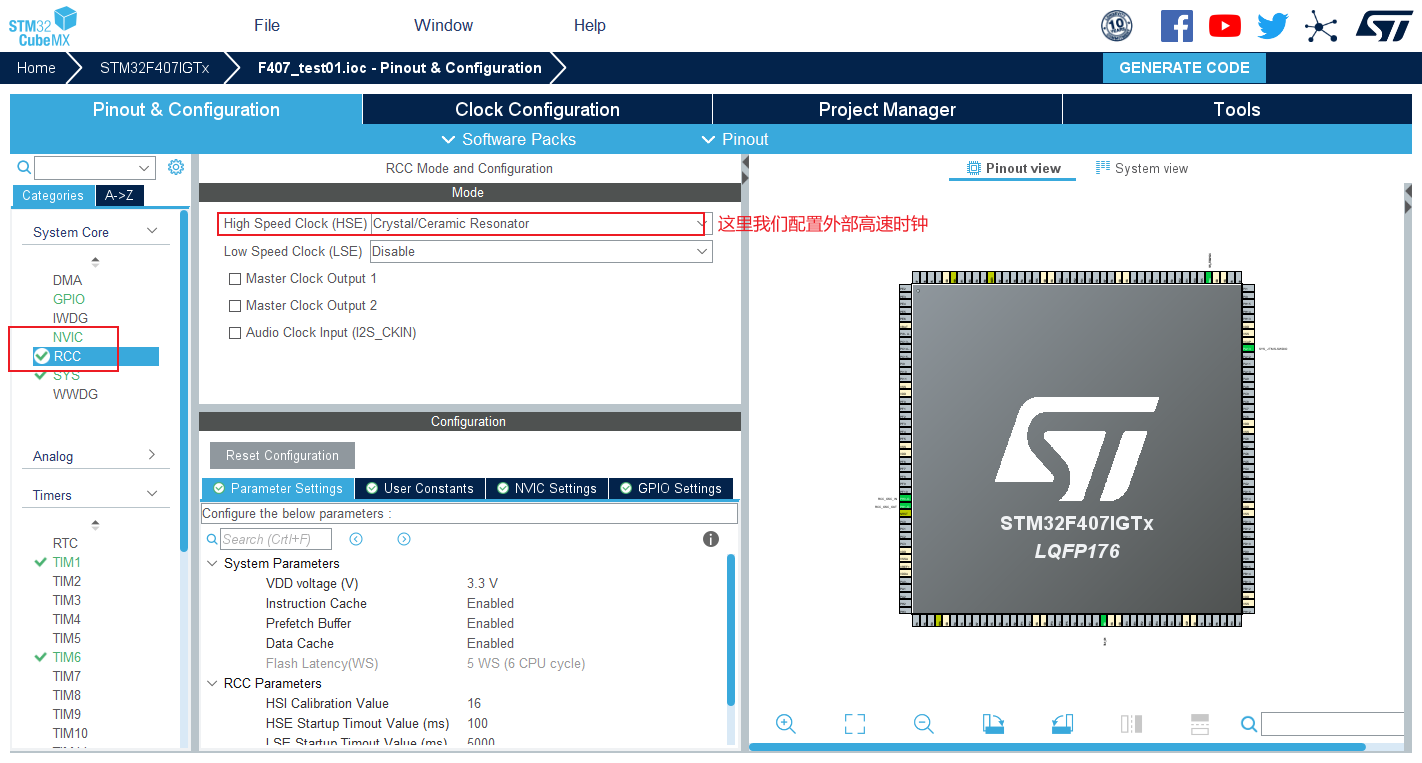 STM32
CubeMX
File
Window
Help
10
Home
STM32F407IGTx
F407_test01.ioc - Pinout & Configuration
GENERATE CODE
Pinout & Configuration
Clock Configuration
Project Manager
Tools
Software Packs
Pinout
Categories
A->Z
System Core
DMA
GPIO
IWDG
NVIC
RCC
SYS
WWDG
Analog
Timers
RTC
TIM1
TIM2
TIM3
TIM4
TIM5
TIM6
TIM7
TIM8
TIM9
TIM10
RCC Mode and Configuration
Mode
High Speed Clock (HSE) Crystal/Ceramic Resonator
这里我们配置外部高速时钟
Low Speed Clock (LSE) Disable
Master Clock Output 1
Master Clock Output 2
Audio Clock Input (I2S_CKIN)
Configuration
Reset Configuration
Parameter Settings
User Constants
NVIC Settings
GPIO Settings
Configure the below parameters :
Search (Crtl+F)
System Parameters
VDD voltage (V) 3.3 V
Instruction Cache Enabled
Prefetch Buffer Enabled
Data Cache Enabled
Flash Latency(WS) 5 WS (6 CPU cycle)
RCC Parameters
HSI Calibration Value 16
HSE Startup Timout Value (ms) 100
LSE Startup Timout Value (ms) 5000
Pinout view
System view
ST
STM32F407IGTx
LQFP176